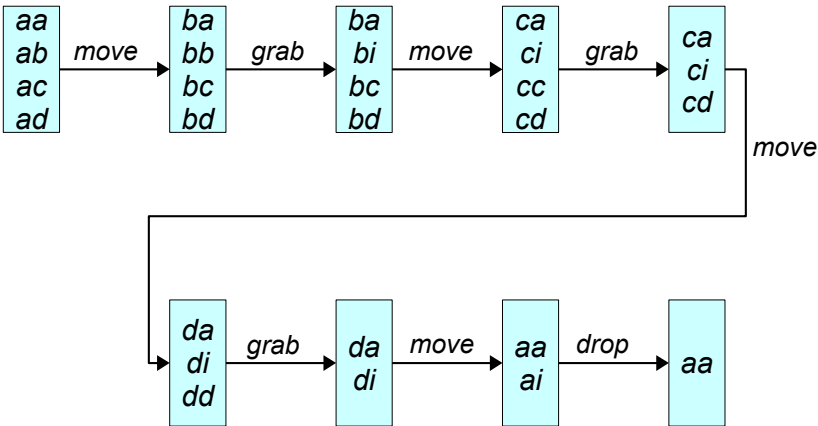 aa
ab
ac
ad
move
ba
bb
bc
bd
grab
ba
bi
bc
bd
move
ca
ci
cc
cd
grab
ca
ci
cd
move
da
di
dd
grab
da
di
move
aa
ai
drop
aa